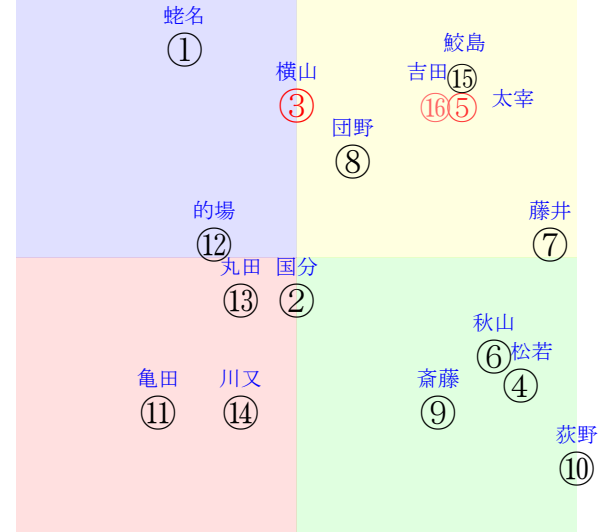 蛯名
①
鮫島
横山
③
吉田
⑮
太宰
⑯
⑤
団野
⑧
的場
⑫
藤井
⑦
丸田
⑬
国分
②
秋山
⑥
松若
④
亀田
⑪
川又
⑭
斎藤
⑨
荻野
⑩